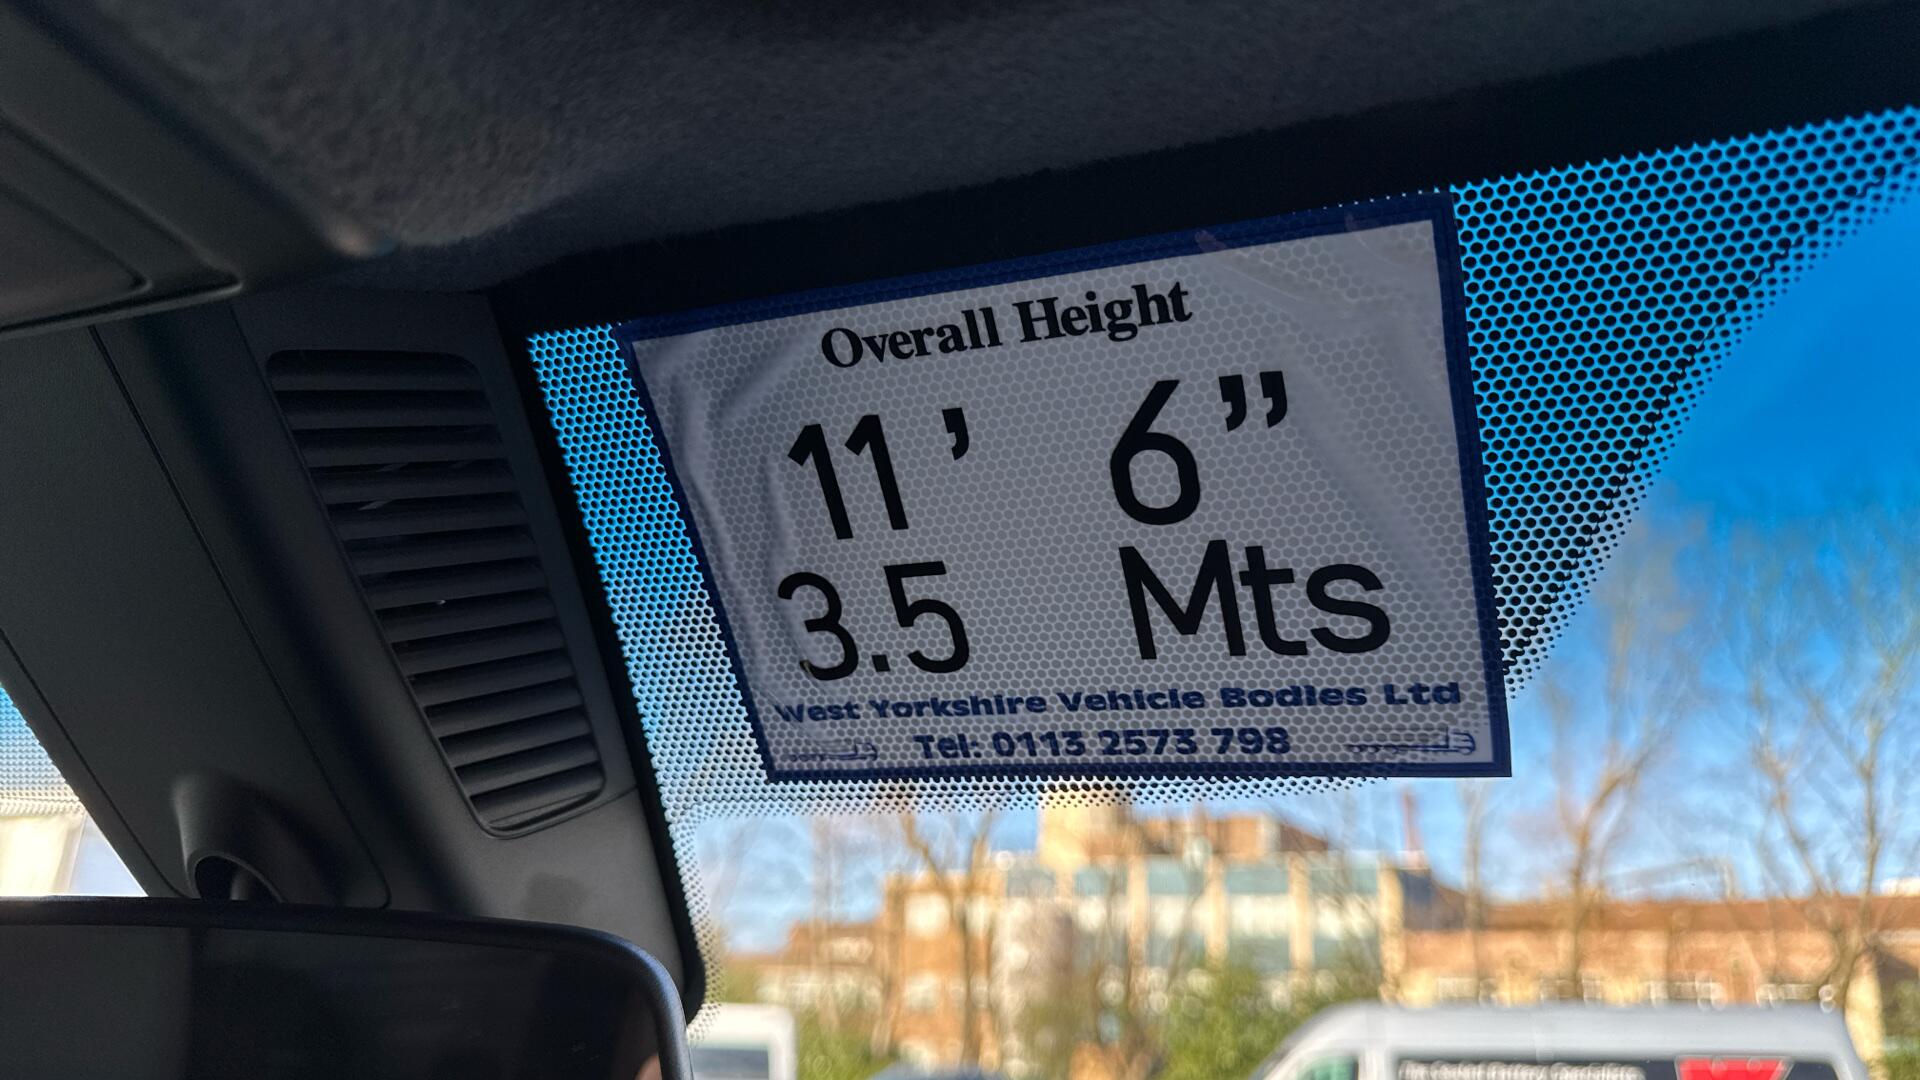 Overall Height
11’ 6”
3.5 Mts
West Yorkshire Vehicle Bodies Ltd
Tel: 0113 2573 798